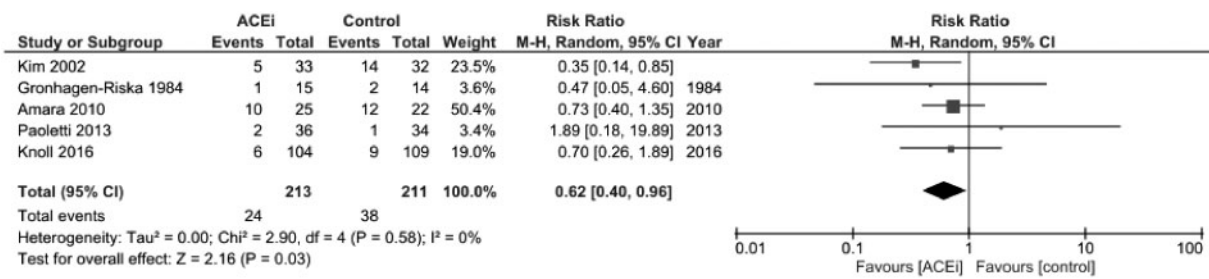 ACEi Control Risk Ratio Risk Ratio
Study or Subgroup Events Total Events Total Weight M-H, Random, 95% CI Year M-H, Random, 95% CI
Kim 2002 5 33 14 32 23.5% 0.35 [0.14, 0.85]
Gronhagen-Riska 1984 1 15 2 14 3.6% 0.47 [0.05, 4.60] 1984
Amara 2010 10 25 12 22 50.4% 0.73 [0.40, 1.35] 2010
Paoletti 2013 2 36 1 34 3.4% 1.89 [0.18, 19.89] 2013
Knoll 2016 6 104 9 109 19.0% 0.70 [0.26, 1.89] 2016
Total (95% CI) 213 211 100.0% 0.62 [0.40, 0.96]
Total events 24 38
Heterogeneity: Tau² = 0.00; Chi² = 2.90, df = 4 (P = 0.58); I² = 0%
Test for overall effect: Z = 2.16 (P = 0.03)
0.01 0.1 1 10 100
Favours [ACEi] Favours [control]